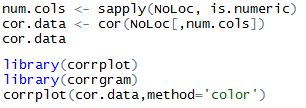 num.cols <- sapply(NoLoc, is.numeric)
cor.data <- cor(NoLoc[,num.cols])
cor.data
library(corrplot)
library(corrgram)
corrplot(cor.data,method='color')